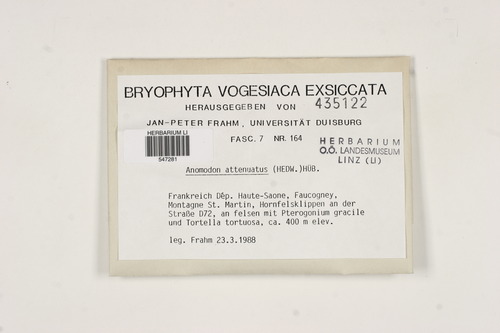 BRYOPHYTA VOGESIACA EXSICCATA
HERAUSGEGEBEN VON 435122
JAN-PETER FRAHM, UNIVERSITÄT DUISBURG
FASC. 7 NR. 164
HERBARIUM LI
547281
HERBARIUM
O.Ö. LANDESMUSEUM
LINZ (LI)
Anomodon attenuatus (HEDW.)HÜB.
Frankreich Dép. Haute-Saone, Faucogney,
Montagne St. Martin, Hornfelsklippen an der
Straße D72, an felsen mit Pterogonium gracile
und Tortella tortuosa, ca. 400 m elev.
leg. Frahm 23.3.1988